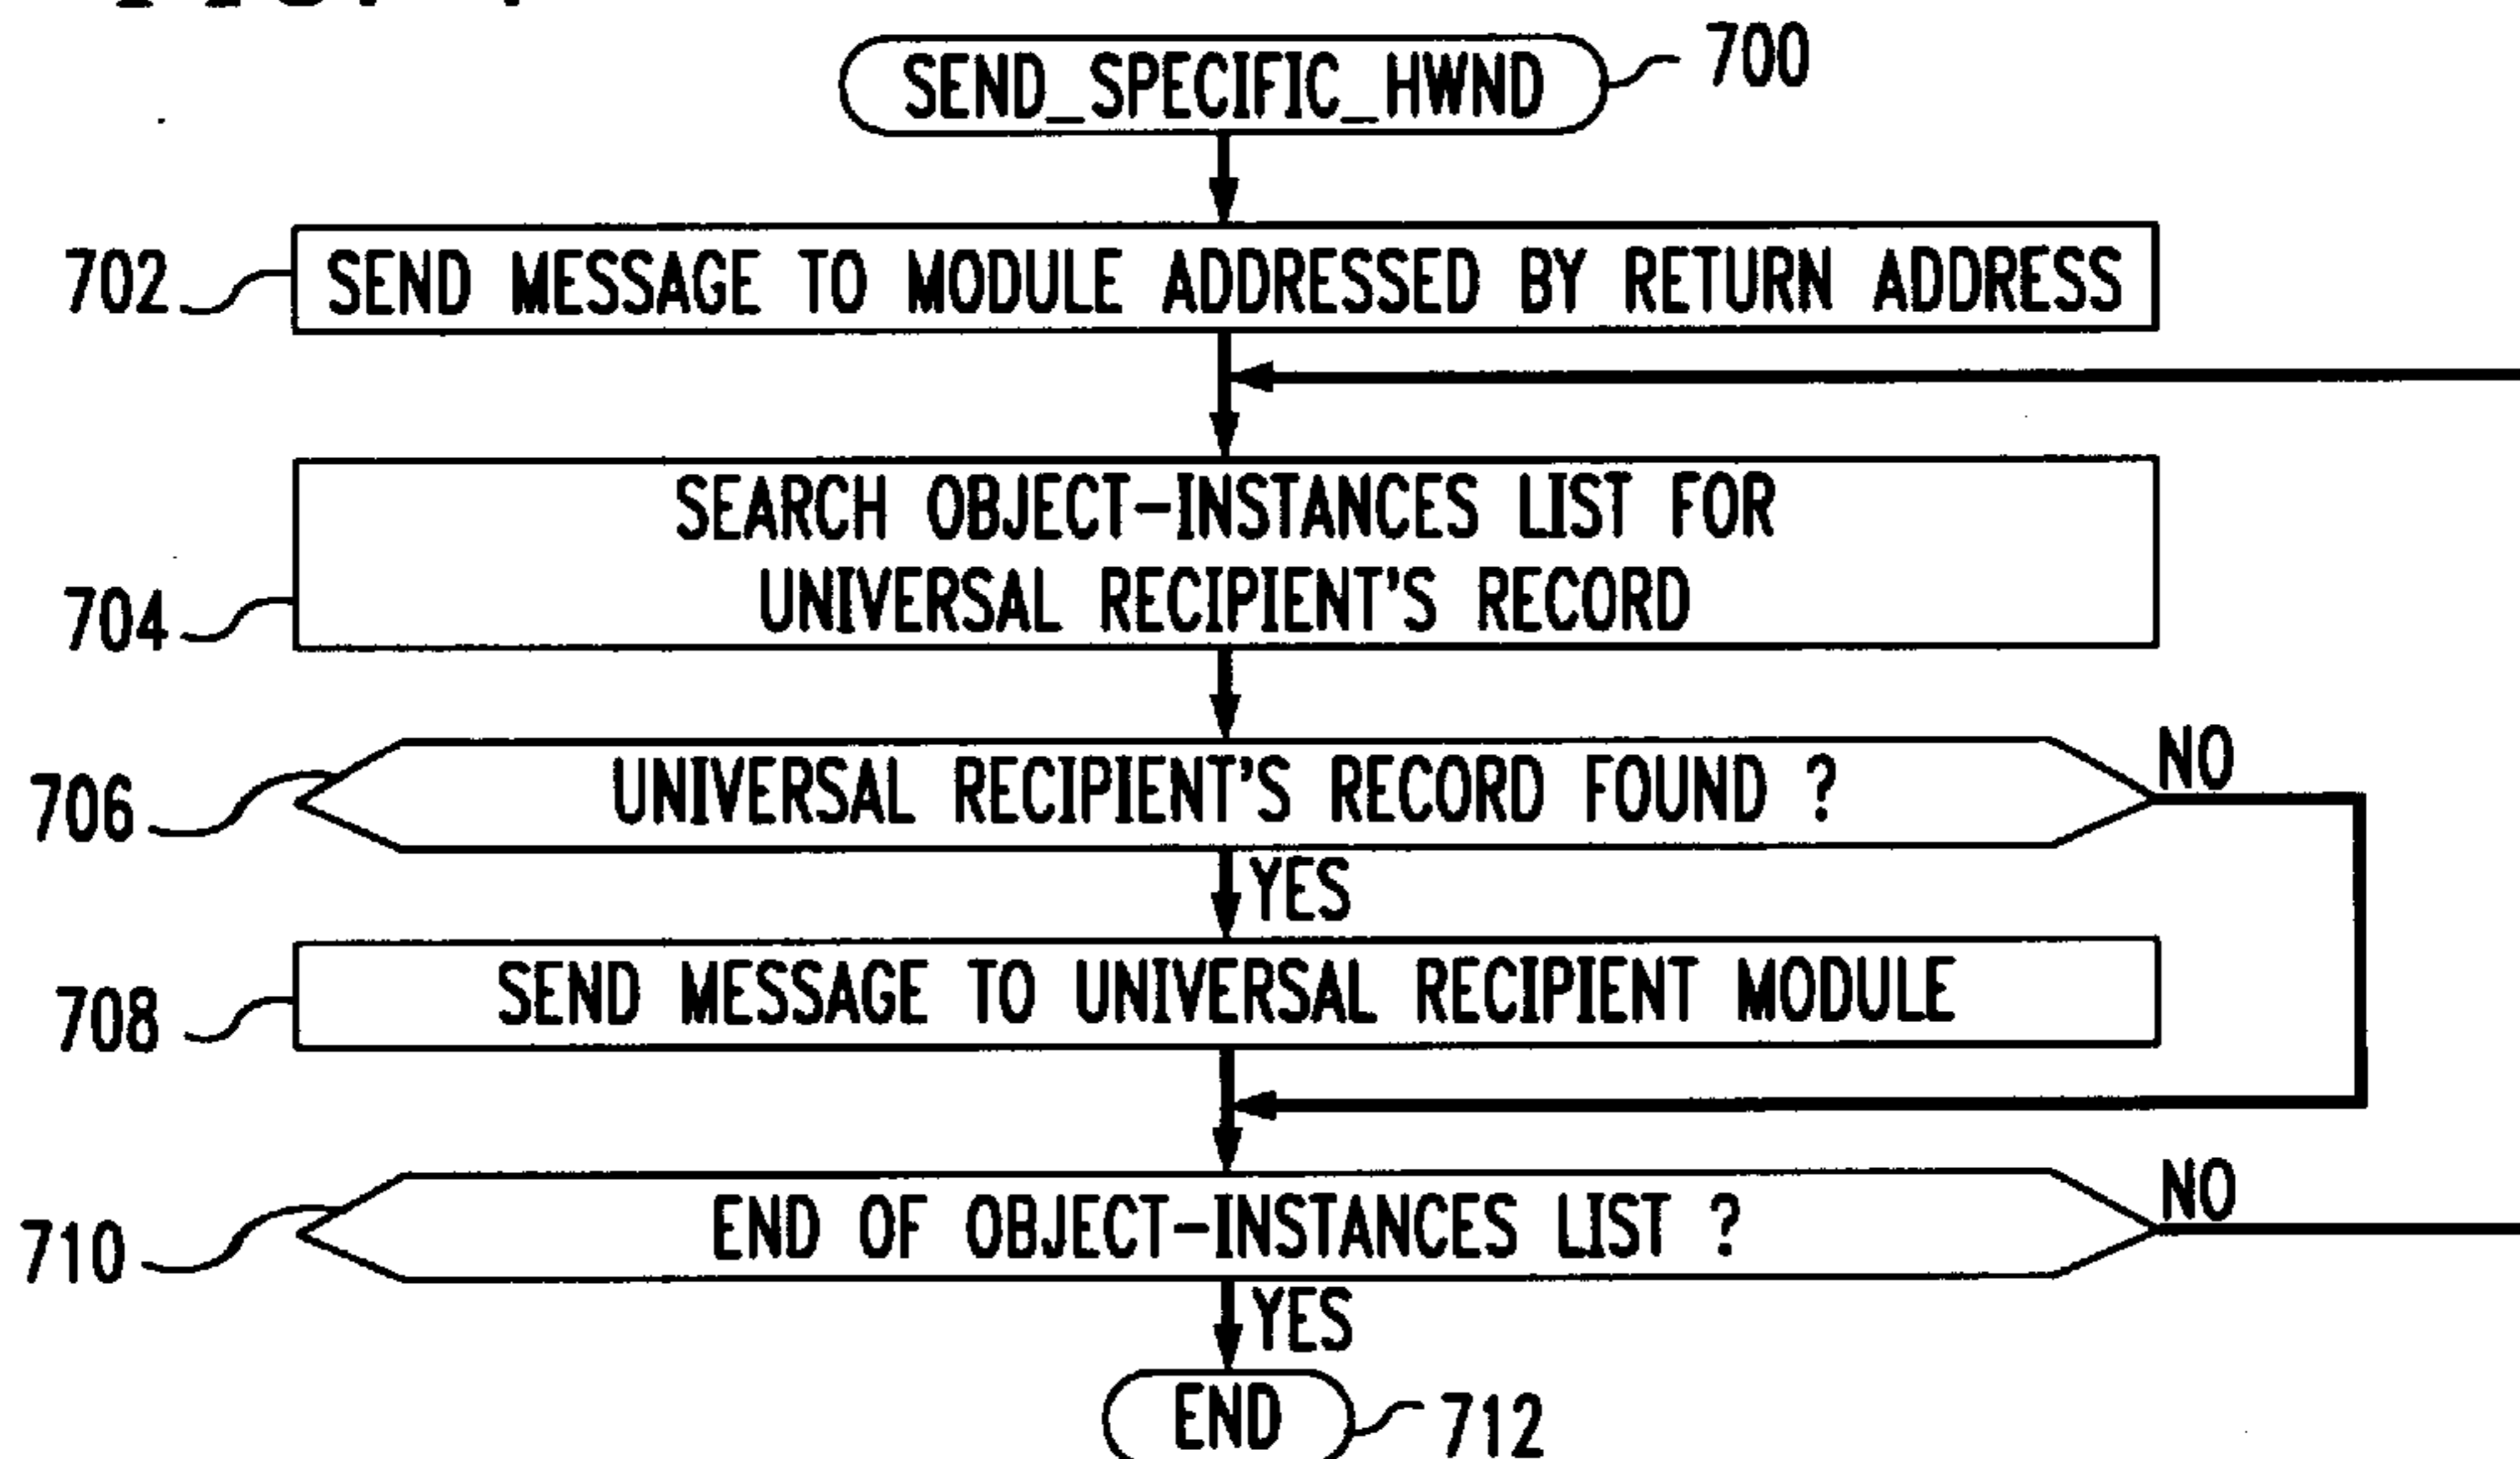 SEND_SPECIFIC_HWND
700
702
SEND MESSAGE TO MODULE ADDRESSED BY RETURN ADDRESS
SEARCH OBJECT-INSTANCES LIST FOR
UNIVERSAL RECIPIENT'S RECORD
704
706
UNIVERSAL RECIPIENT'S RECORD FOUND ?
NO
YES
708
SEND MESSAGE TO UNIVERSAL RECIPIENT MODULE
710
END OF OBJECT-INSTANCES LIST ?
NO
YES
END
712